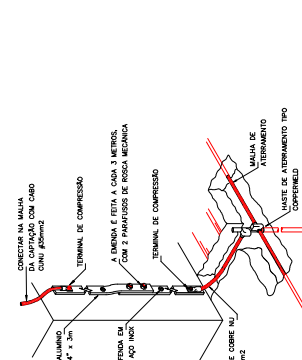 CONECTAR NA MALHA
DA CAPTAÇÃO COM CABO
CUNU Ø35mm2
TERMINAL DE COMPRESSÃO
A EMENDA É FEITA A CADA 3 METROS,
COM 2 PARAFUSOS DE ROSCA MECÂNICA
TERMINAL DE COMPRESSÃO
MALHA DE
ATERRAMENTO
HASTE DE ATERRAMENTO TIPO
COPPERWELD
ALUMÍNIO
4" x 3m
FENDA EM
AÇO INOX
E COBRE NU
m2